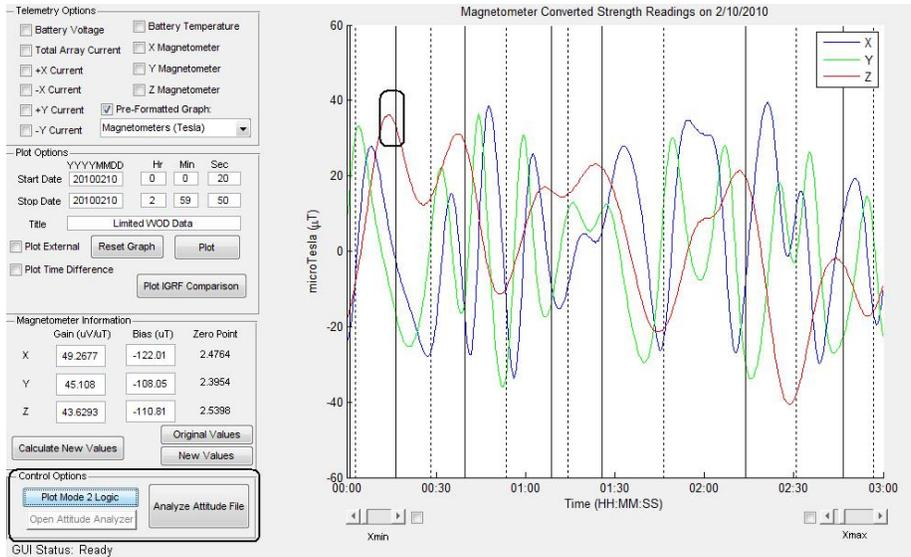 Telemetry Options
Battery Voltage
Battery Temperature
Total Array Current
X Magnetometer
+X Current
Y Magnetometer
-X Current
Z Magnetometer
+Y Current
Pre-Formatted Graph:
-Y Current
Magnetometers (Tesla)
Plot Options
YYYYMMDD Hr Min Sec
Start Date 20100210 0 0 20
Stop Date 20100210 2 59 50
Title Limited WOD Data
Plot External Reset Graph Plot
Plot Time Difference
Plot IGRF Comparison
Magnetometer Information
Gain (uV/uT) Bias (uT) Zero Point
X 49.2677 -122.01 2.4764
Y 45.108 -108.05 2.3954
Z 43.6293 -110.81 2.5398
Original Values
Calculate New Values
New Values
Control Options
Plot Mode 2 Logic
Analyze Attitude File
Open Attitude Analyzer
GUI Status: Ready
Magnetometer Converted Strength Readings on 2/10/2010
X
Y
Z
60
40
20
0
-20
-40
-60
microTesla (μT)
00:00 00:30 01:00 01:30 02:00 02:30 03:00
Time (HH:MM:SS)
Xmin Xmax